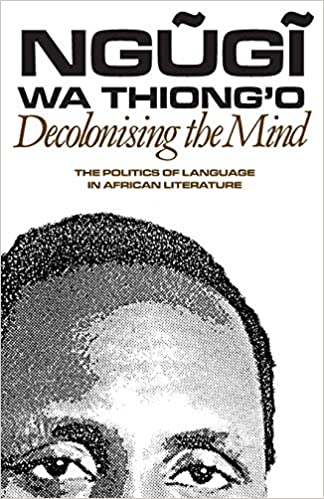 NGŨGĨ
WA THIONG'O
Decolonising the Mind
THE POLITICS OF LANGUAGE
IN AFRICAN LITERATURE